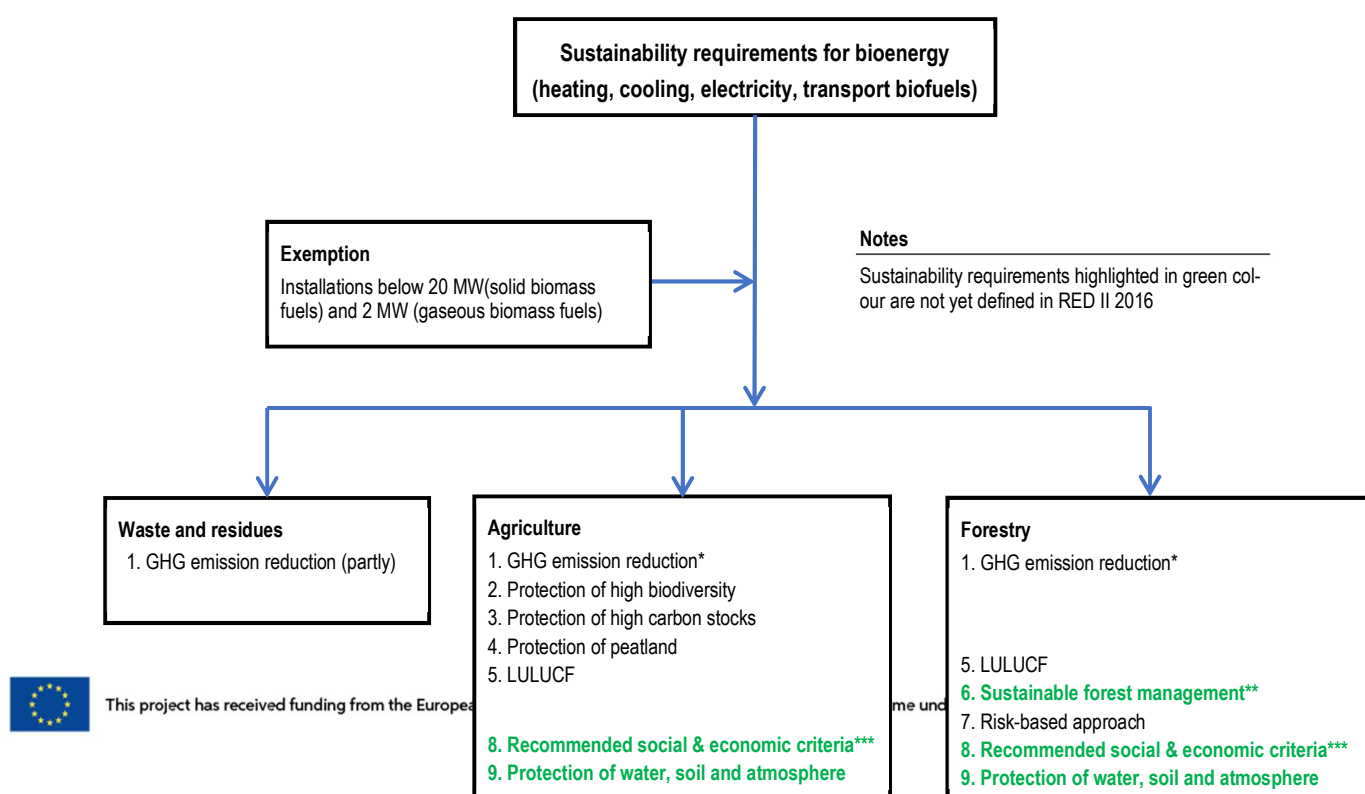 Sustainability requirements for bioenergy
(heating, cooling, electricity, transport biofuels)
Exemption
Installations below 20 MW(solid biomass
fuels) and 2 MW (gaseous biomass fuels)
Notes
Sustainability requirements highlighted in green col-
our are not yet defined in RED II 2016
Waste and residues
1. GHG emission reduction (partly)
Agriculture
1. GHG emission reduction*
2. Protection of high biodiversity
3. Protection of high carbon stocks
4. Protection of peatland
5. LULUCF
8. Recommended social & economic criteria***
9. Protection of water, soil and atmosphere
Forestry
1. GHG emission reduction*
5. LULUCF
6. Sustainable forest management**
7. Risk-based approach
8. Recommended social & economic criteria***
9. Protection of water, soil and atmosphere
This project has received funding from the Europea
me und